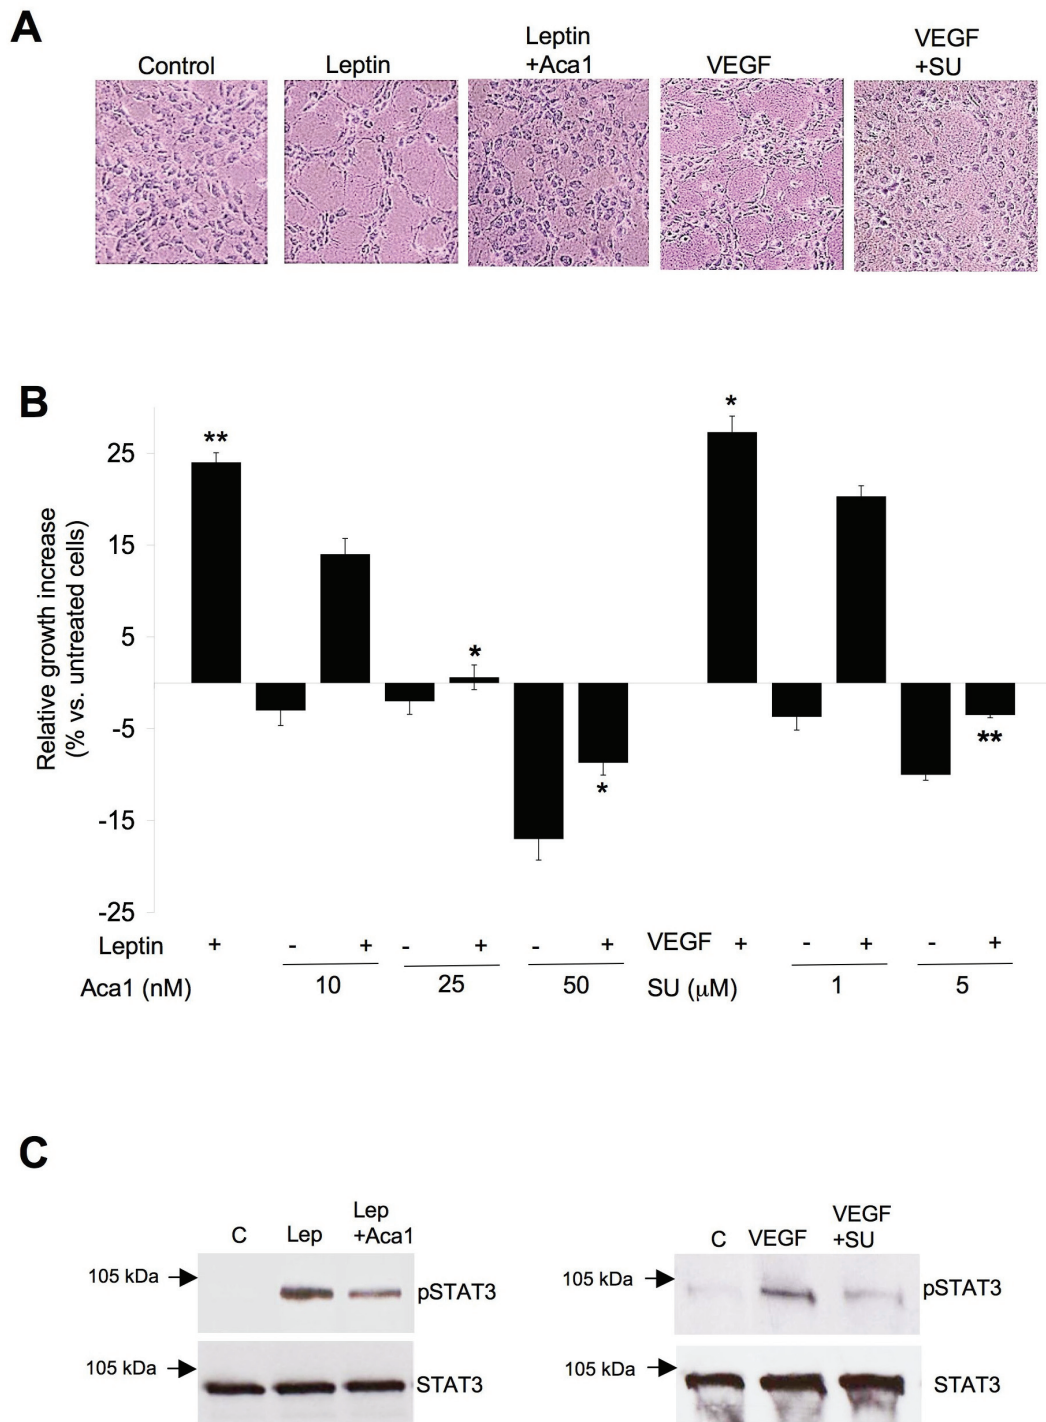 A
Control
Leptin
Leptin
+Aca1
VEGF
VEGF
+SU
B
Relative growth increase
(% vs. untreated cells)
25
15
5
-5
-15
-25
**
*
*
*
**
Leptin + - + - + - + VEGF + - + - +
Aca1 (nM) 10 25 50 SU (μM) 1 5
C
C Lep Lep
+Aca1
105 kDa pSTAT3
105 kDa STAT3
C VEGF VEGF
+SU
105 kDa pSTAT3
105 kDa STAT3